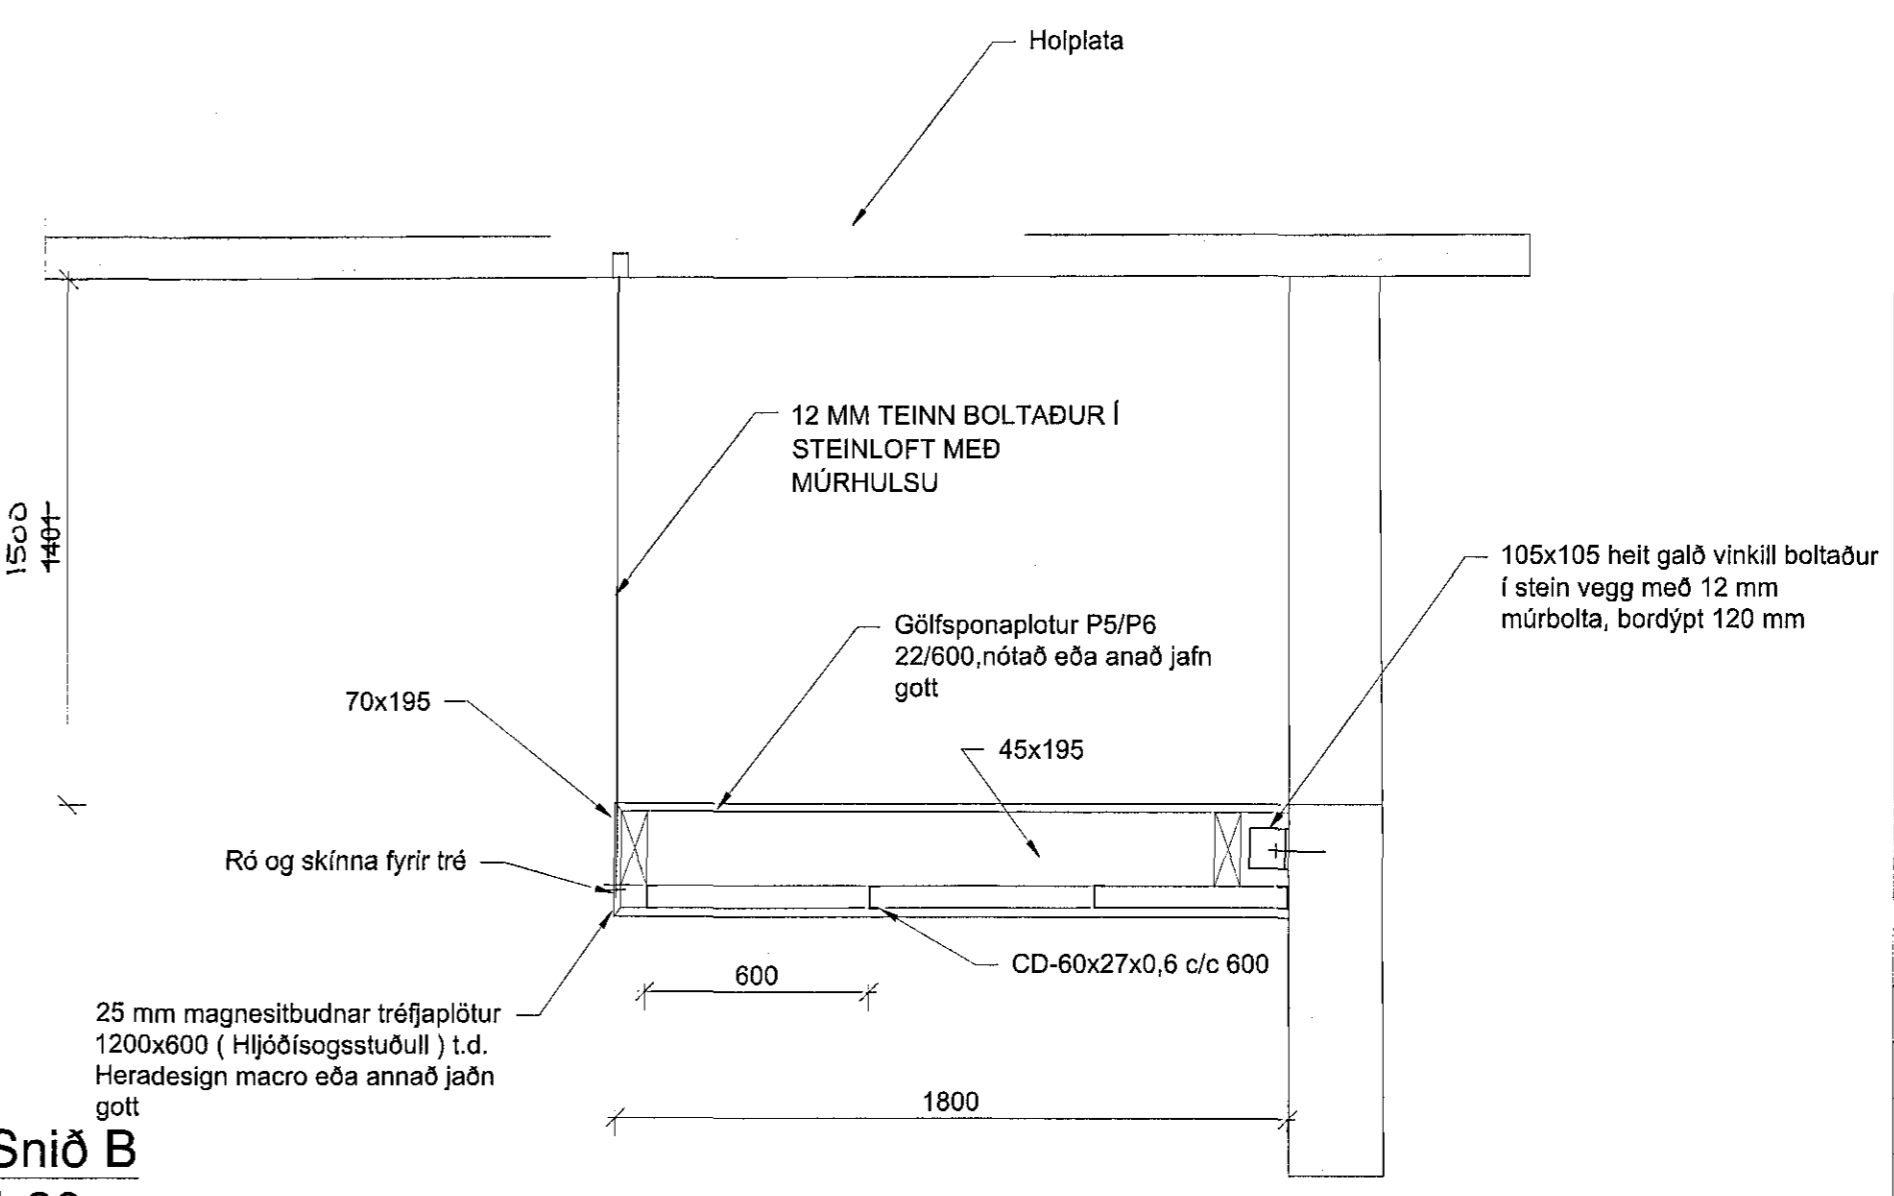 Holplata
12 MM TEINN BOLTAÐUR Í
STEINLOFT MEÐ
MÚRHULSU
1500
1401
105x105 heit galð vinkill boltaður
í stein vegg með 12 mm
múrbolta, bordýpt 120 mm
Gölfsponaplotur P5/P6
22/600,nótað eða anað jafn
gott
70x195
45x195
Ró og skínna fyrir tré
CD-60x27x0,6 c/c 600
600
25 mm magnesitbudnar tréfjaplötur
1200x600 ( Hljóðísogsstuðull ) t.d.
Heradesign macro eða annað jaðn
gott
1800
Snið B